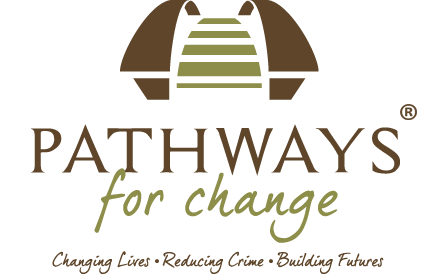 PATHWAYS®
for change
Changing Lives • Reducing Crime • Building Futures